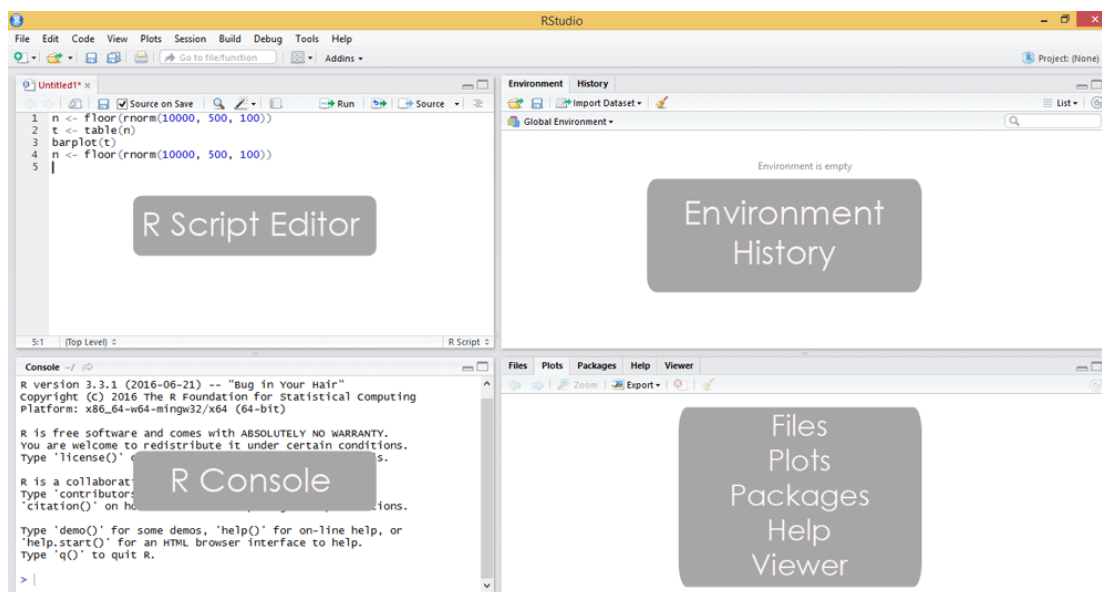 RStudio
File Edit Code View Plots Session Build Debug Tools Help
Go to file/function Addins Project: (None)
Untitled1* ×
Source on Save Run Source
1 n <- floor(rnorm(10000, 500, 100))
2 t <- table(n)
3 barplot(t)
4 n <- floor(rnorm(10000, 500, 100))
5
R Script Editor
5:1 (Top Level) R Script
Environment History
Import Dataset List
Global Environment
Environment is empty
Environment
History
Console ~/
R version 3.3.1 (2016-06-21) -- "Bug in Your Hair"
Copyright (C) 2016 The R Foundation for Statistical Computing
Platform: x86_64-w64-mingw32/x64 (64-bit)
R is free software and comes with ABSOLUTELY NO WARRANTY.
You are welcome to redistribute it under certain conditions.
Type 'license()'
R is a
Type
'citation()' on
R Console
Type 'demo()' for some demos, 'help()' for on-line help, or
'help.start()' for an HTML browser interface to help.
Type 'q()' to quit R.
>
Files Plots Packages Help Viewer
Zoom Export
Files
Plots
Packages
Help
Viewer